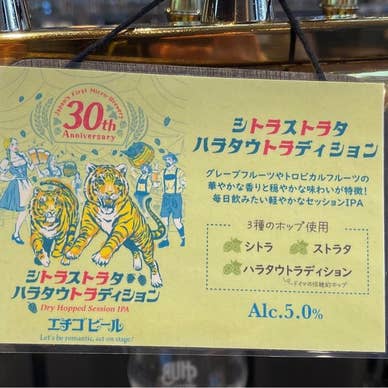 Japan's First Micro Brewery
30th
Anniversary
シトラストラタ
ハラタウトラディション
Dry Hopped Session IPA
エチゴビール
Let's be romantic, act on stage!
シトラストラタ
ハラタウトラディション
グレープフルーツやトロピカルフルーツの
華やかな香りと穏やかな味わいが特徴!
毎日飲みたい軽やかなセッションIPA
3種のホップ使用
シトラ ストラタ
ハラタウトラディション
ドイツの伝統的ホップ
Alc.5.0%